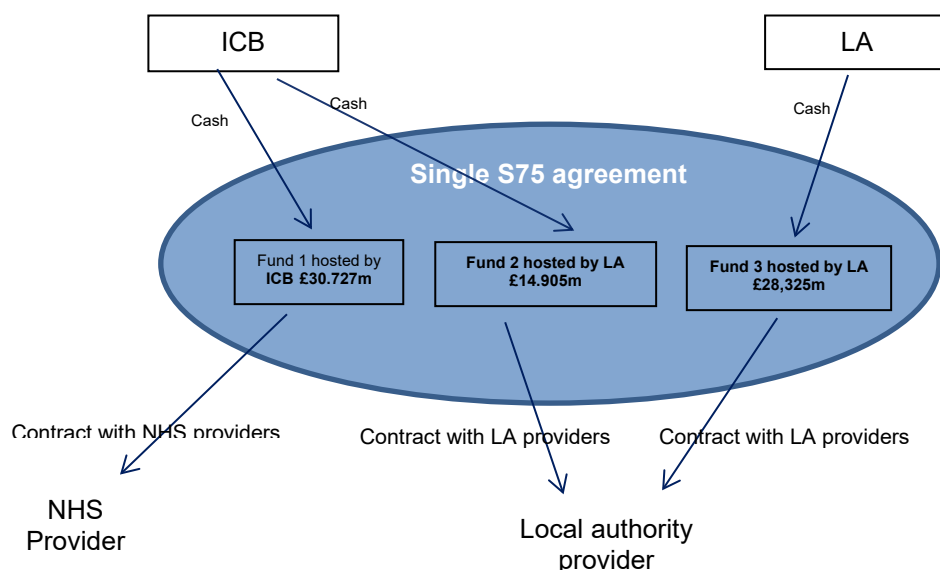 ICB
LA
Cash
Cash
Cash
Single S75 agreement
Fund 1 hosted by
ICB £30.727m
Fund 2 hosted by LA
£14.905m
Fund 3 hosted by LA
£28,325m
Contract with NHS providers
Contract with LA providers
Contract with LA providers
NHS
Provider
Local authority
provider